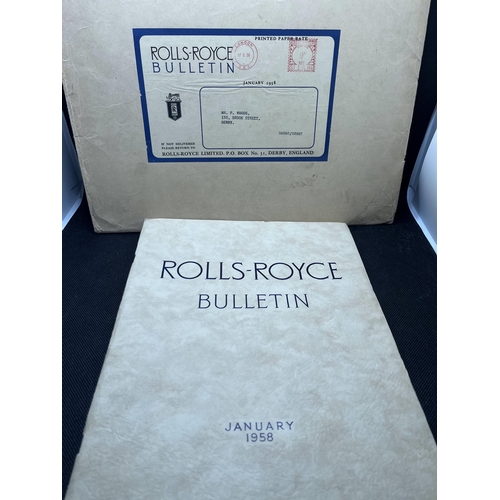 PRINTED PAPER RATE
ROLLS-ROYCE
BULLETIN
JANUARY 1958
DERBY,
IF NOT DELIVERED
PLEASE RETURN TO
ROLLS-ROYCE LIMITED, P.O. BOX No. 31, DERBY, ENGLAND
ROLLS-ROYCE
BULLETIN
JANUARY
1958